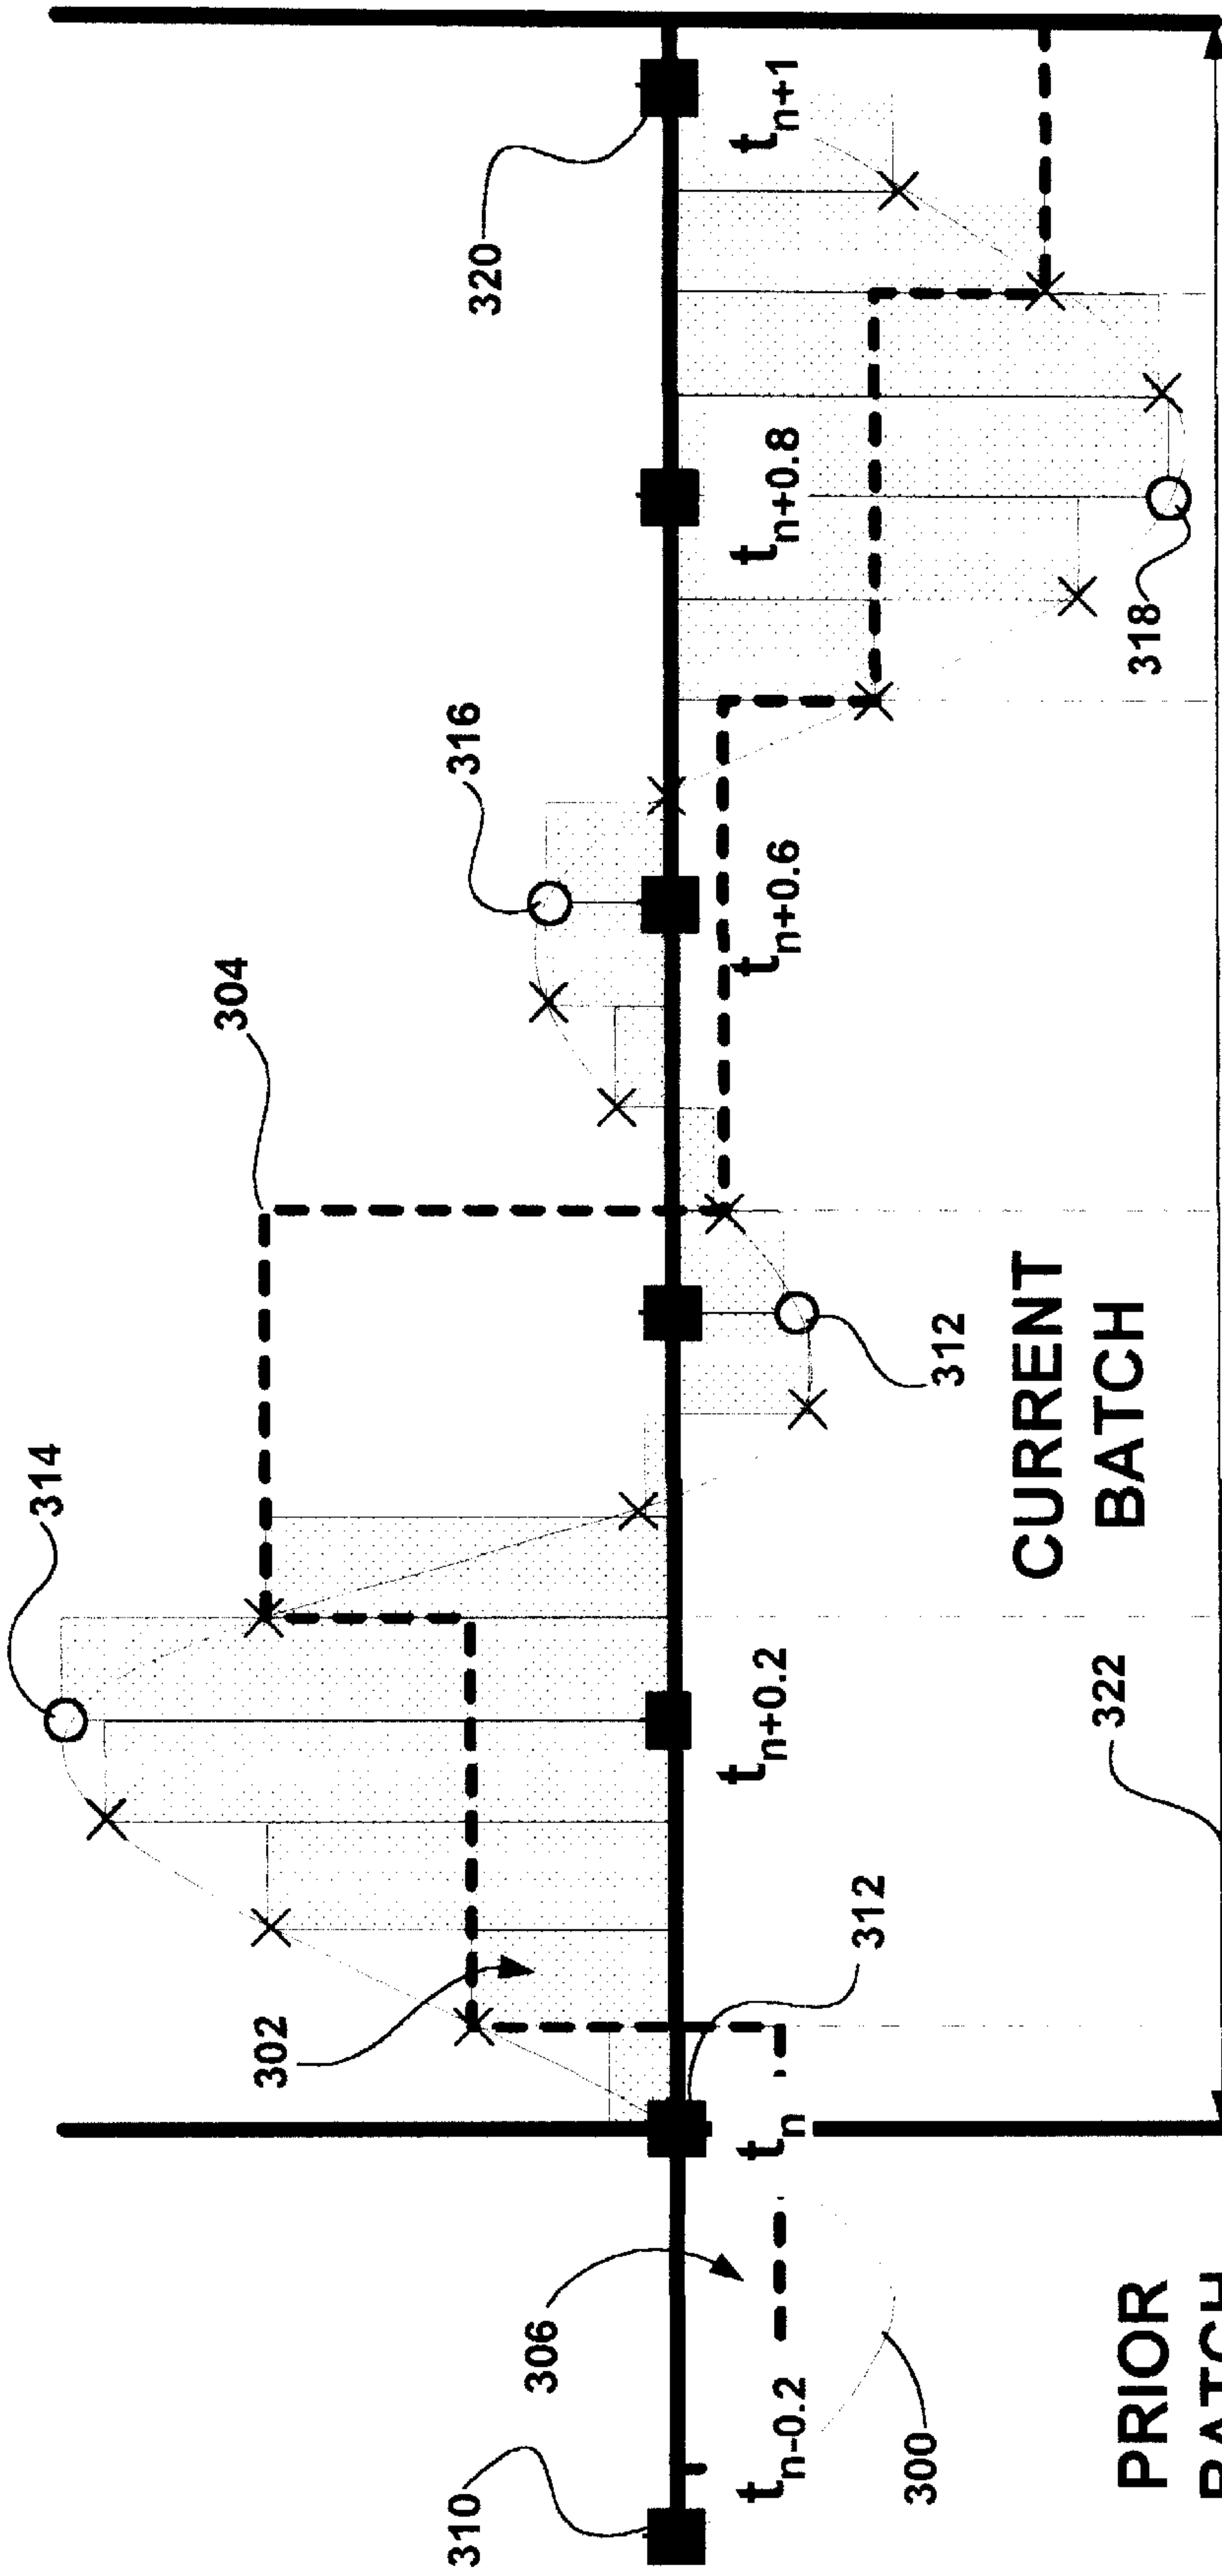 314
304
316
320
302
306
310
t_{n-0.2}
t_n
t_{n+0.2}
t_{n+0.6}
t_{n+0.8}
t_{n+1}
300
312
312
318
PRIOR
BATCH
CURRENT
BATCH
322